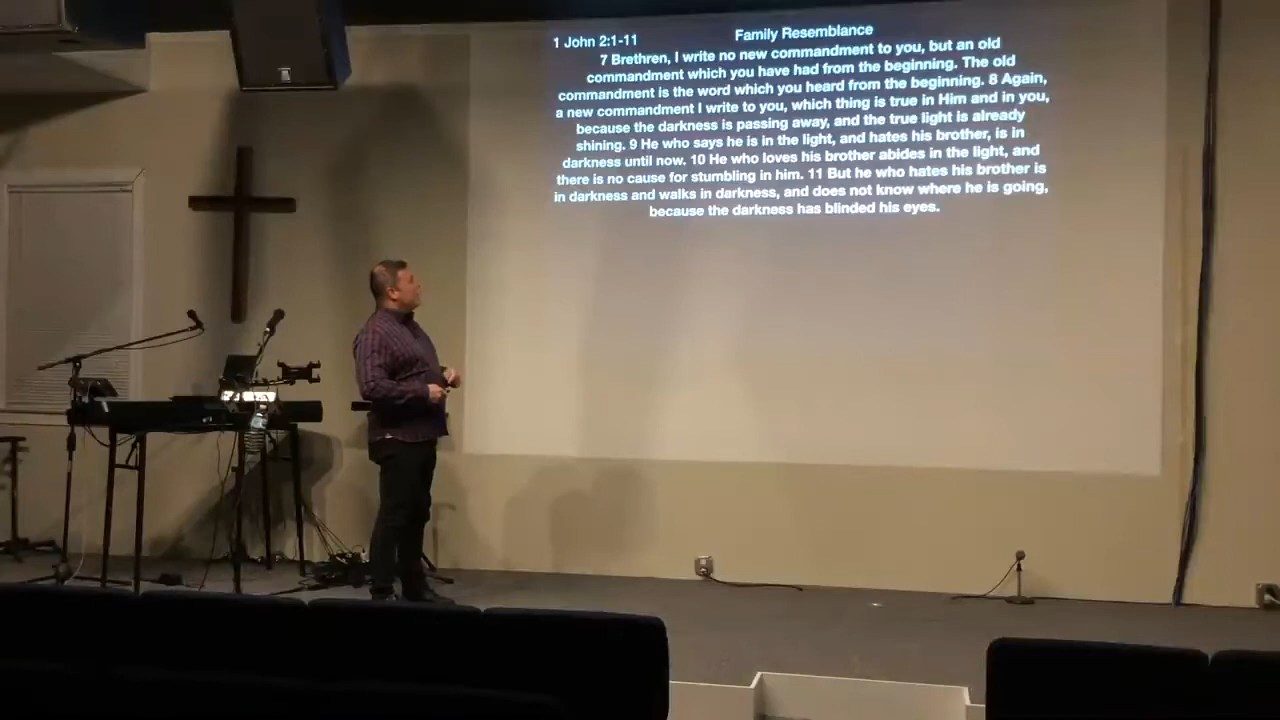 1 John 2:1-11 Family Resemblance
7 Brethren, I write no new commandment to you, but an old
commandment which you have had from the beginning. The old
commandment is the word which you heard from the beginning. 8 Again,
a new commandment I write to you, which thing is true in Him and in you,
because the darkness is passing away, and the true light is already
shining. 9 He who says he is in the light, and hates his brother, is in
darkness until now. 10 He who loves his brother abides in the light, and
there is no cause for stumbling in him. 11 But he who hates his brother is
in darkness and walks in darkness, and does not know where he is going,
because the darkness has blinded his eyes.